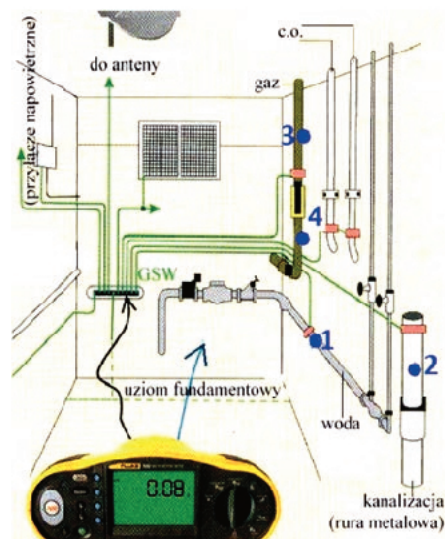 do anteny
c.o.
gaz
(przyłącze napowietrzne)
3
4
GSW
1
2
uziom fundamentowy
woda
FLUKE
0.08
kanalizacja
(rura metalowa)